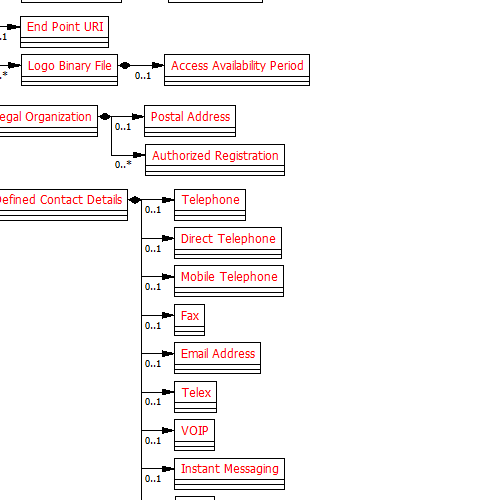 End Point URI
..1
Logo Binary File
Access Availability Period
..*
0..1
egal Organization
Postal Address
0..1
Authorized Registration
0..*
Defined Contact Details
Telephone
0..1
Direct Telephone
0..1
Mobile Telephone
0..1
Fax
0..1
Email Address
0..1
Telex
0..1
VOIP
0..1
Instant Messaging
0..1